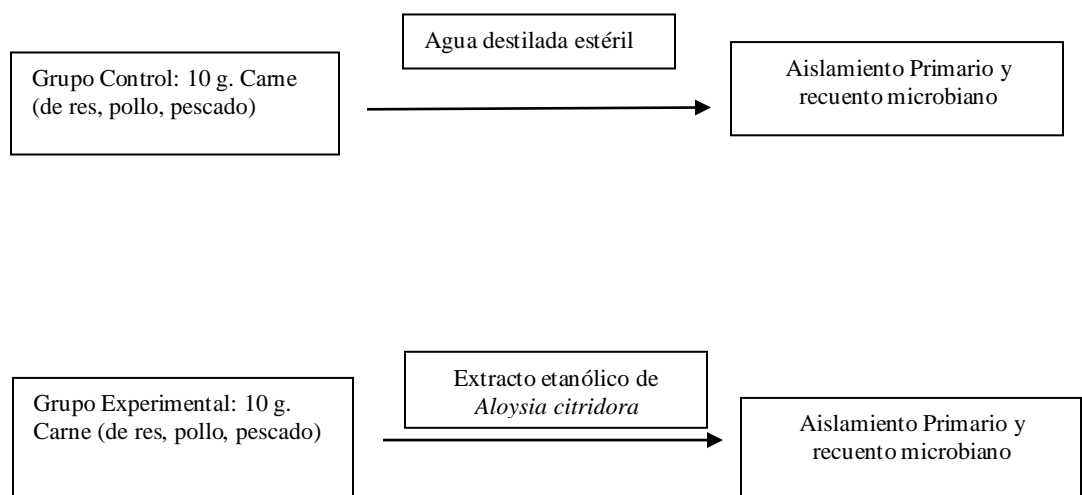 Agua destilada estéril
Grupo Control: 10 g. Carne
(de res, pollo, pescado)
Aislamiento Primario y
recuento microbiano
Extracto etanólico de
Aloysia citridora
Grupo Experimental: 10 g.
Carne (de res, pollo, pescado)
Aislamiento Primario y
recuento microbiano